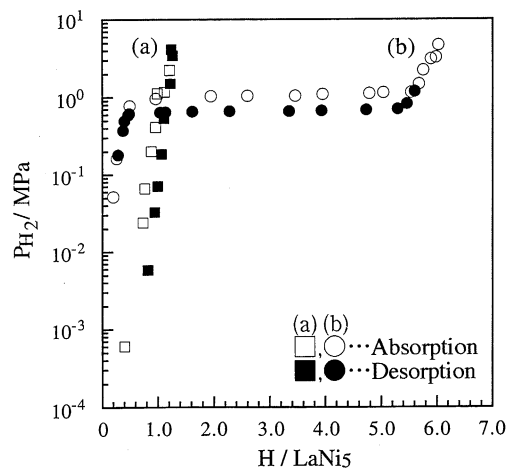 10^1
(a)
(b)
10^0
10^-1
P_H2 / MPa
10^-2
10^-3
10^-4
(a)(b)
, ···Absorption
, ···Desorption
0 1.0 2.0 3.0 4.0 5.0 6.0 7.0
H / LaNi5